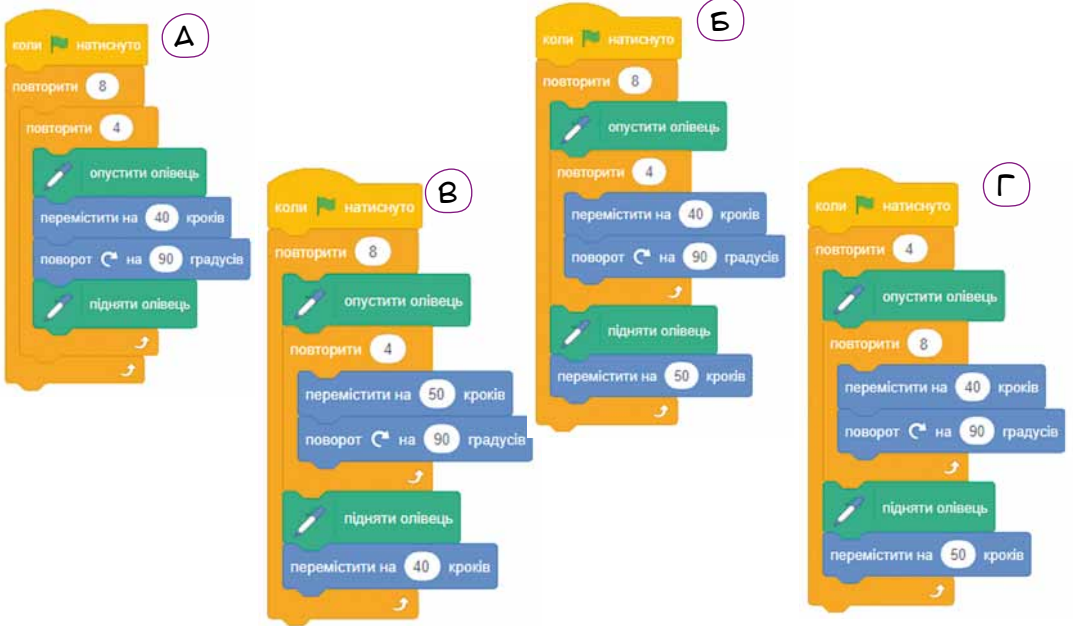 А
коли натиснуто
повторити 8
повторити 4
опустити олівець
перемістити на 40 кроків
поворот на 90 градусів
підняти олівець
Б
коли натиснуто
повторити 8
опустити олівець
повторити 4
перемістити на 40 кроків
поворот на 90 градусів
підняти олівець
перемістити на 50 кроків
В
коли натиснуто
повторити 8
опустити олівець
повторити 4
перемістити на 50 кроків
поворот на 90 градусів
підняти олівець
перемістити на 40 кроків
Г
коли натиснуто
повторити 4
опустити олівець
повторити 8
перемістити на 40 кроків
поворот на 90 градусів
підняти олівець
перемістити на 50 кроків